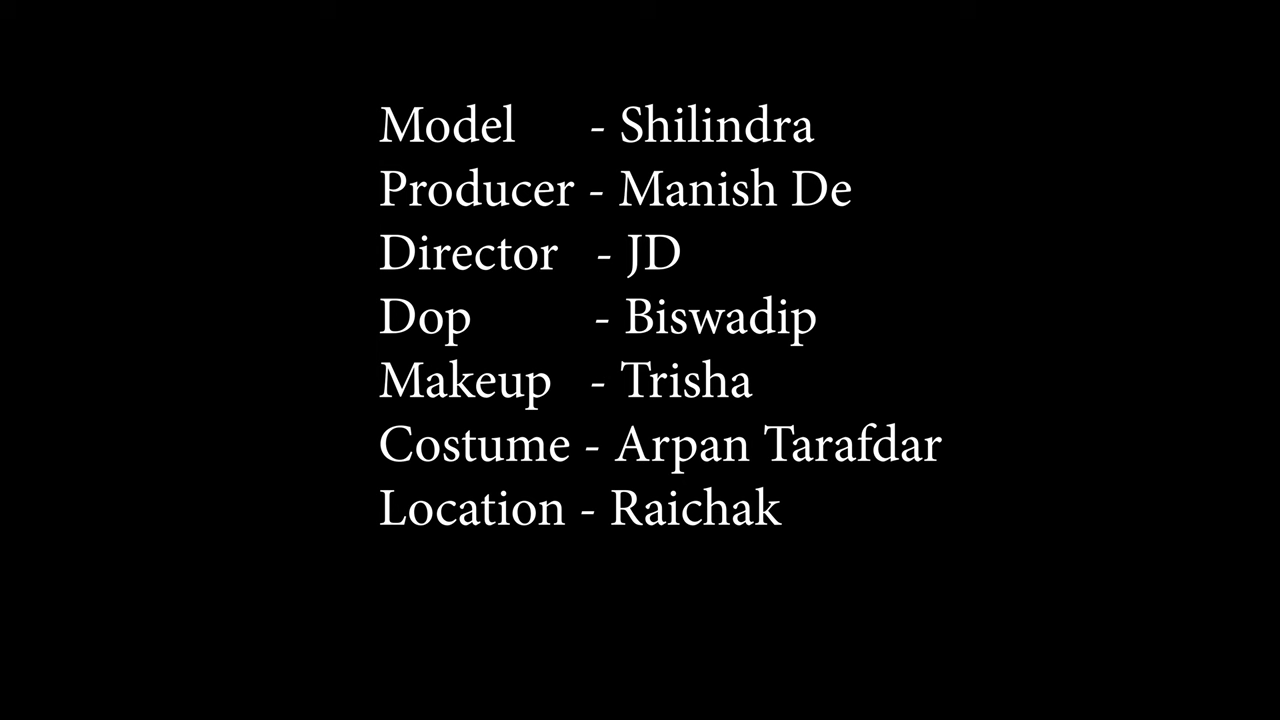 Model - Shilindra
Producer - Manish De
Director - JD
Dop - Biswadip
Makeup - Trisha
Costume - Arpan Tarafdar
Location - Raichak